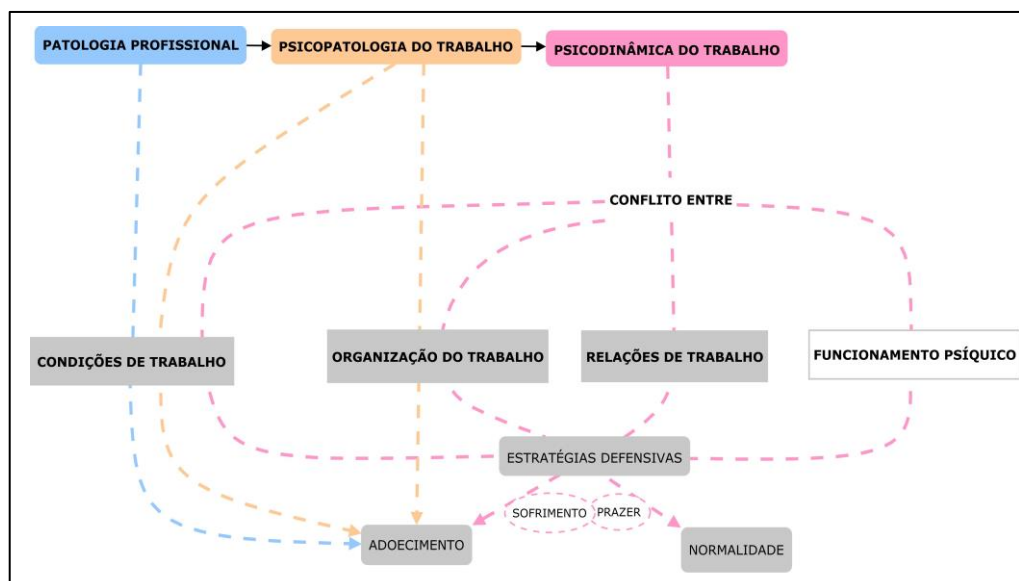 PATOLOGIA PROFISSIONAL
PSICOPATOLOGIA DO TRABALHO
PSICODINÂMICA DO TRABALHO
CONFLITO ENTRE
CONDIÇÕES DE TRABALHO
ORGANIZAÇÃO DO TRABALHO
RELAÇÕES DE TRABALHO
FUNCIONAMENTO PSÍQUICO
ESTRATÉGIAS DEFENSIVAS
SOFRIMENTO
PRAZER
ADOECIMENTO
NORMALIDADE